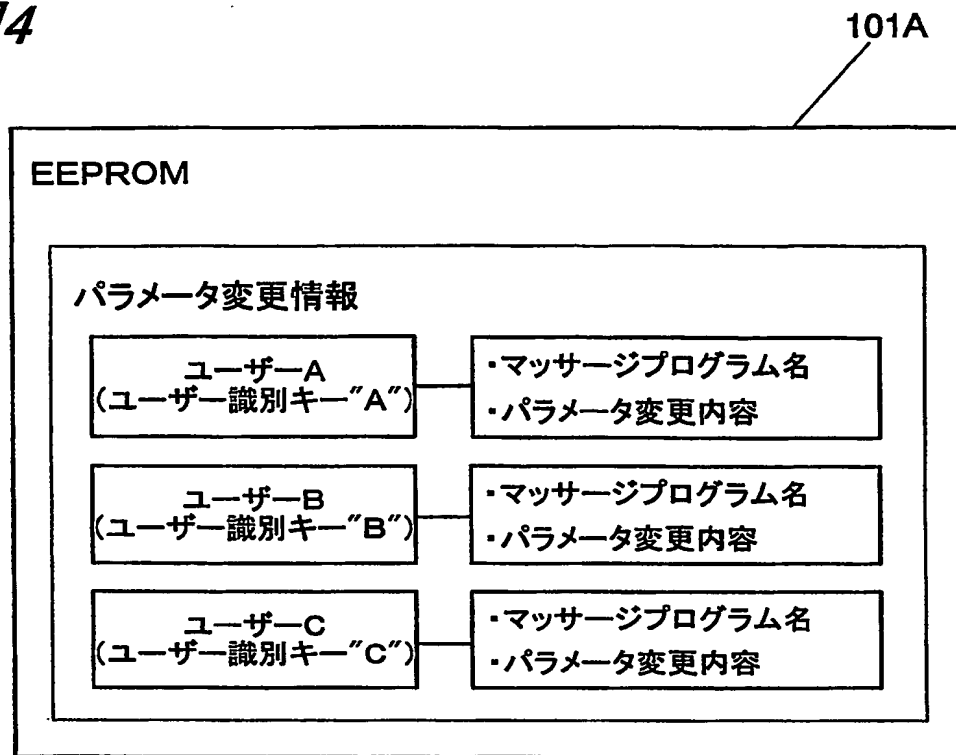 14
101A
EEPROM
パラメータ変更情報
ユーザーA
(ユーザー識別キー"A")
・マッサージプログラム名
・パラメータ変更内容
ユーザーB
(ユーザー識別キー"B")
・マッサージプログラム名
・パラメータ変更内容
ユーザーC
(ユーザー識別キー"C")
・マッサージプログラム名
・パラメータ変更内容